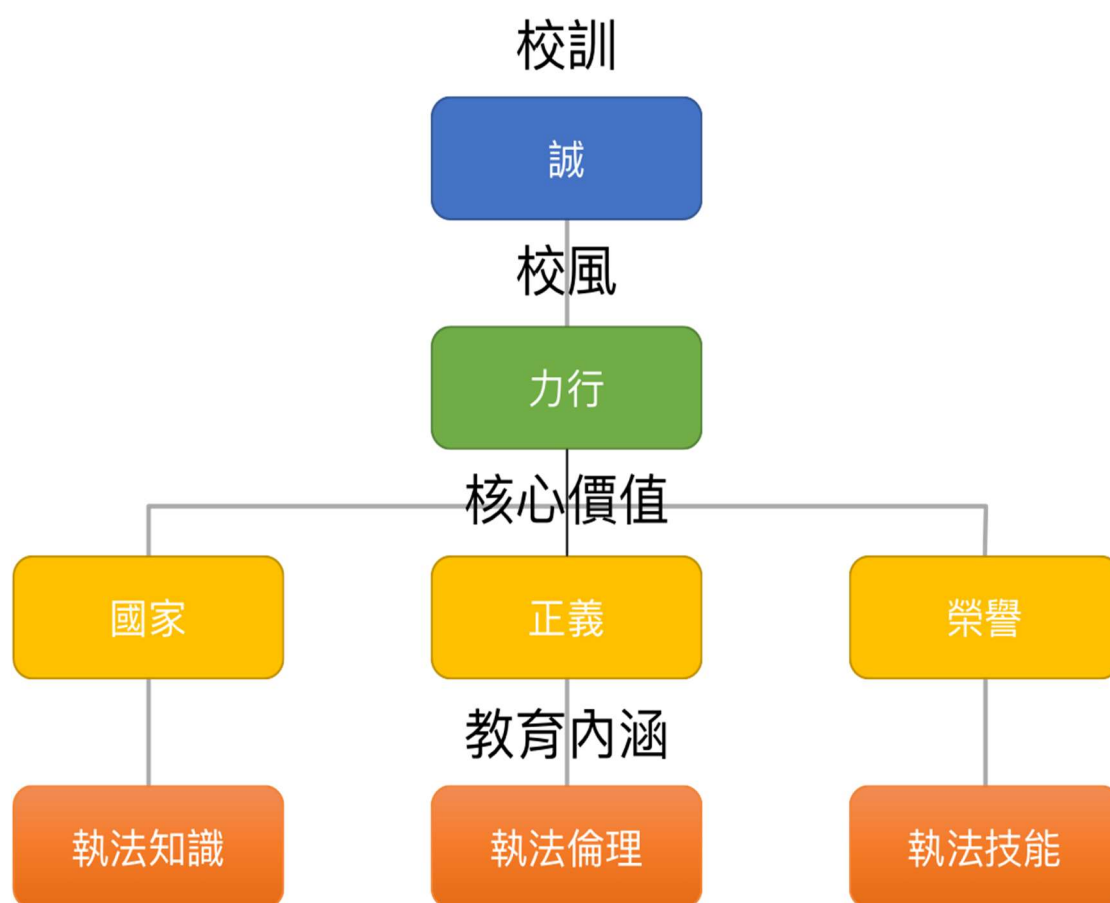 校訓
誠
校風
力行
核心價值
國家
正義
榮譽
教育內涵
執法知識
執法倫理
執法技能